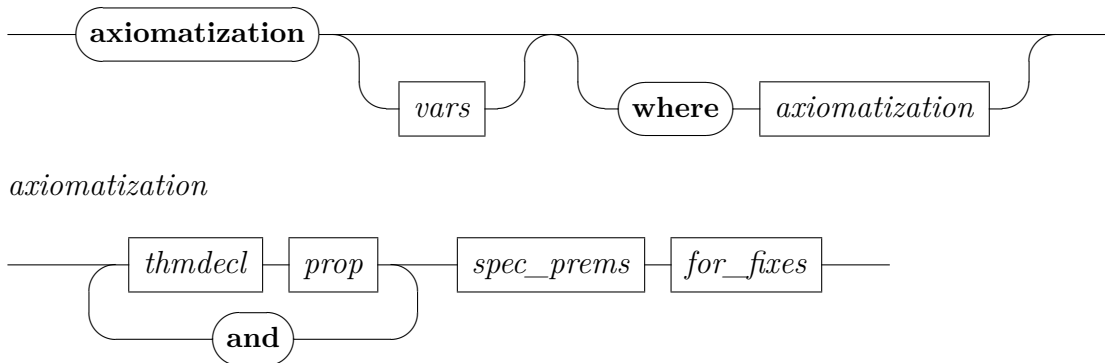 axiomatization
vars
where axiomatization
axiomatization
thmdecl prop spec_prems for_fixes
and